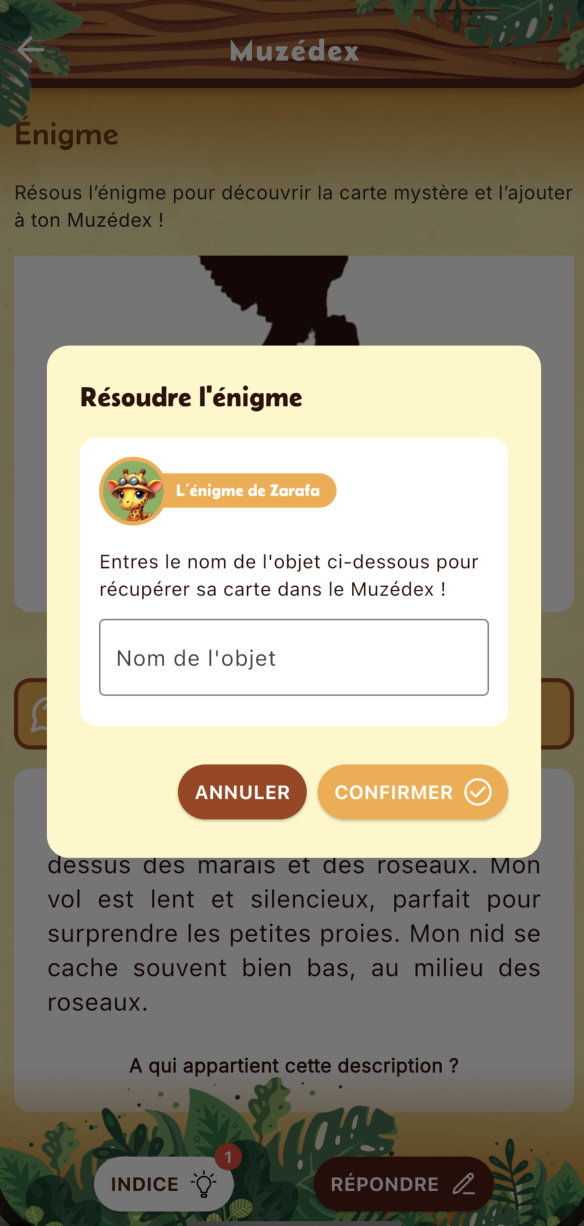 Muzédex
Énigme
Résous l’énigme pour découvrir la carte mystère et l’ajouter
à ton Muzédex !
Résoudre l'énigme
L´énigme de Zarafa
Entres le nom de l'objet ci-dessous pour
récupérer sa carte dans le Muzédex !
Nom de l'objet
ANNULER
CONFIRMER
dessus des marais et des roseaux. Mon
vol est lent et silencieux, parfait pour
surprendre les petites proies. Mon nid se
cache souvent bien bas, au milieu des
roseaux.
A qui appartient cette description ?
INDICE
1
RÉPONDRE